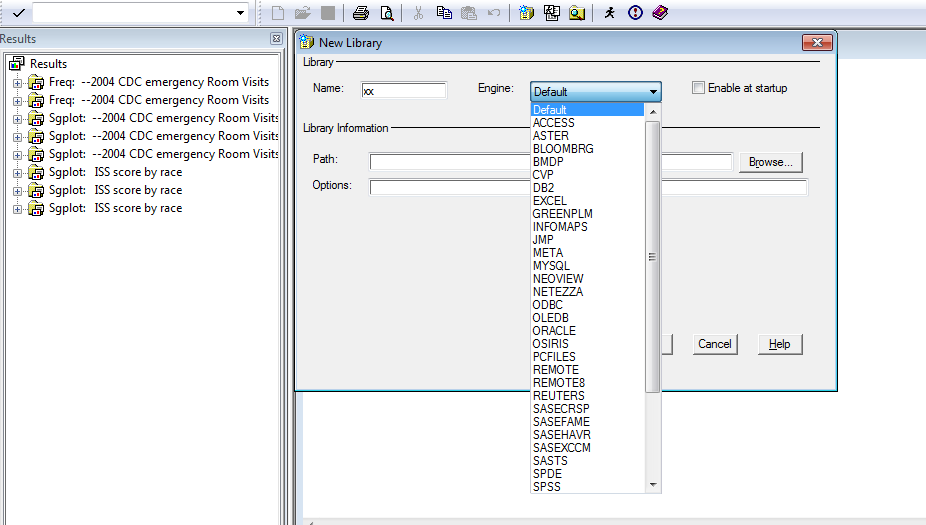 Results
Results
Freq: --2004 CDC emergency Room Visits
Freq: --2004 CDC emergency Room Visits
Sgplot: --2004 CDC emergency Room Visits
Sgplot: --2004 CDC emergency Room Visits
Sgplot: --2004 CDC emergency Room Visits
Sgplot: ISS score by race
Sgplot: ISS score by race
Sgplot: ISS score by race
New Library
Library
Name: xx Engine: Default Enable at startup
Library Information
Path: Browse...
Options:
Default
ACCESS
ASTER
BLOOMBRG
BMDP
CVP
DB2
EXCEL
GREENPLM
INFOMAPS
JMP
META
MYSQL
NEOVIEW
NETEZZA
ODBC
OLEDB
ORACLE
OSIRIS
PCFILES
REMOTE
REMOTE8
REUTERS
SASECRSP
SASEFAME
SASEHAVR
SASEXCCM
SASTS
SPDE
SPSS
Cancel Help